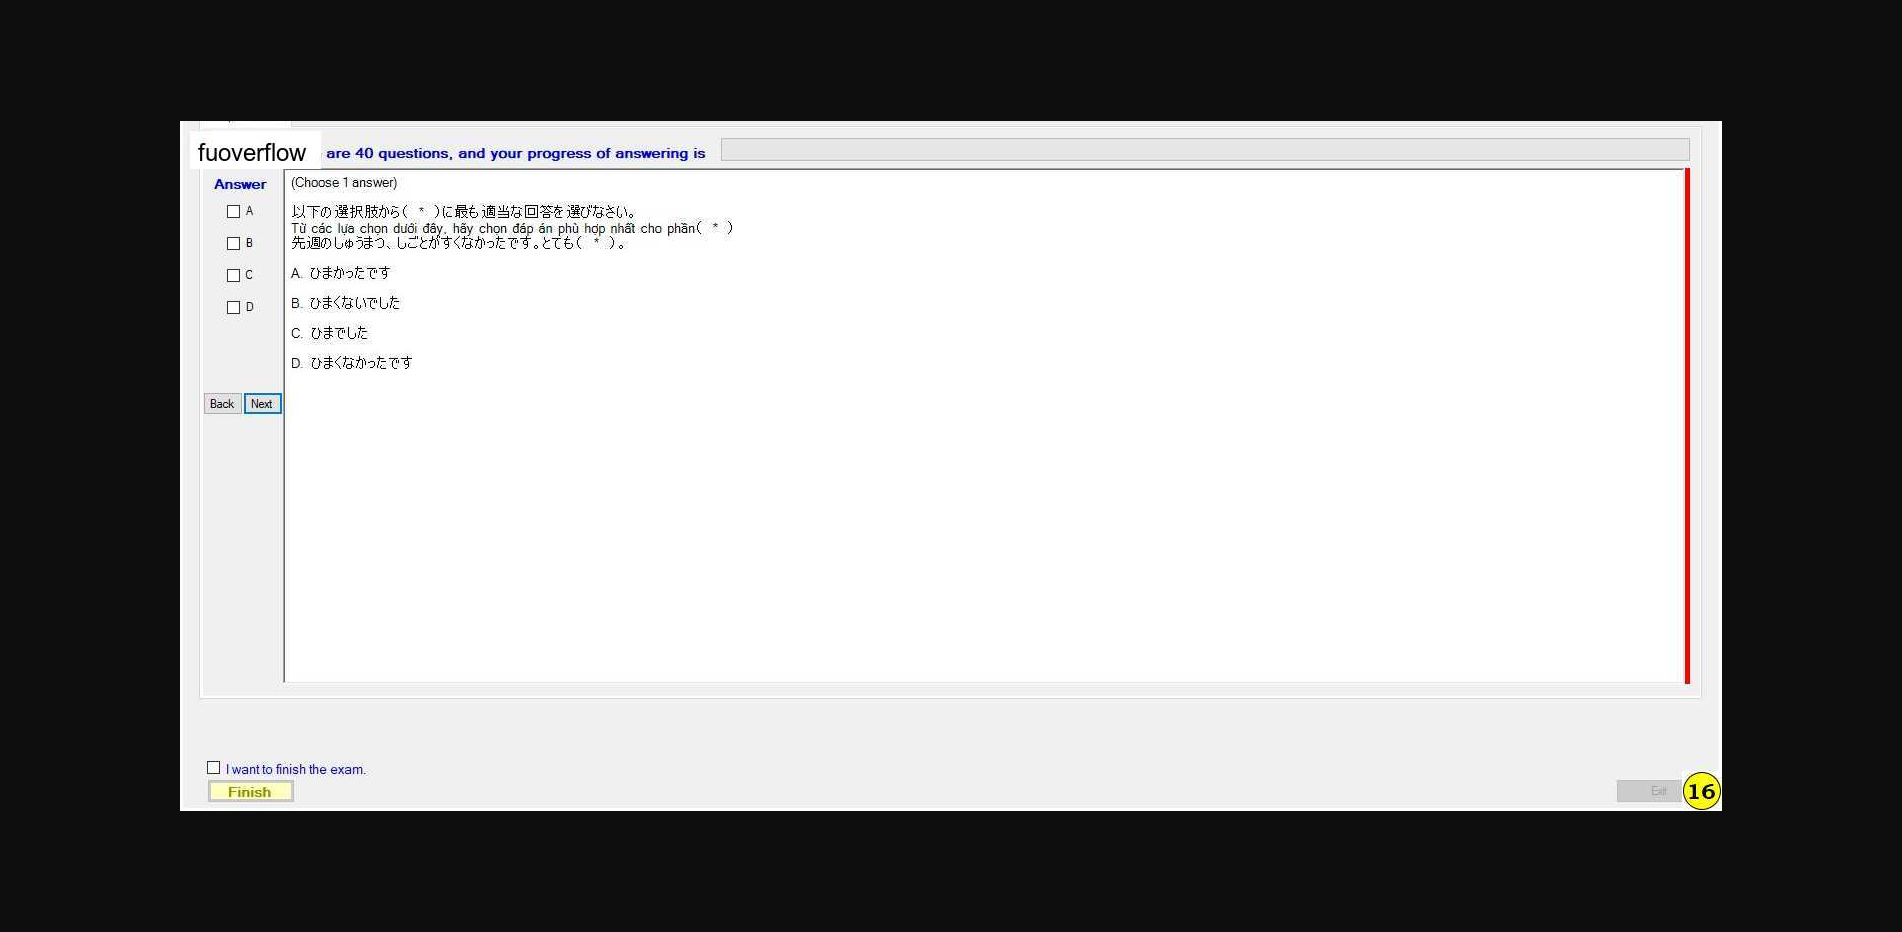 fuoverflow are 40 questions, and your progress of answering is
Answer
(Choose 1 answer)
A
B
C
D
以下の選択肢から( * )に最も適当な回答を選びなさい。
Từ các lựa chọn dưới đây, hãy chọn đáp án phù hợp nhất cho phần( * )
先週のしゅうまつ、しごとがすくなかったです。とても( * )。
A. ひまかったです
B. ひまくないでした
C. ひまでした
D. ひまくなかったです
Back Next
I want to finish the exam.
Finish
Exit
16